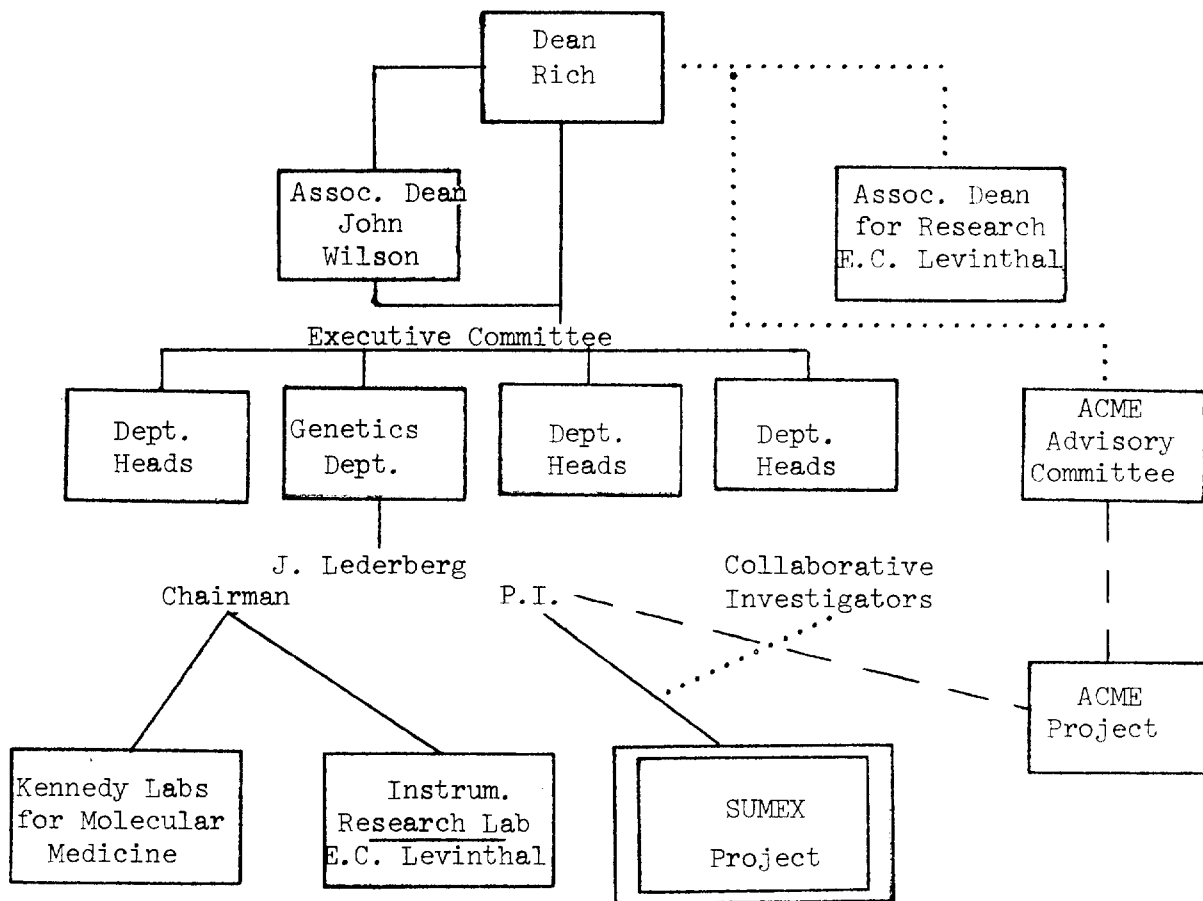 Dean
Rich
Assoc. Dean
John
Wilson
Assoc. Dean
for Research
E.C. Levinthal
Executive Committee
Dept.
Heads
Genetics
Dept.
Dept.
Heads
Dept.
Heads
ACME
Advisory
Committee
J. Lederberg
Chairman
P.I.
Collaborative
Investigators
ACME
Project
Kennedy Labs
for Molecular
Medicine
Instrum.
Research Lab
E.C. Levinthal
SUMEX
Project